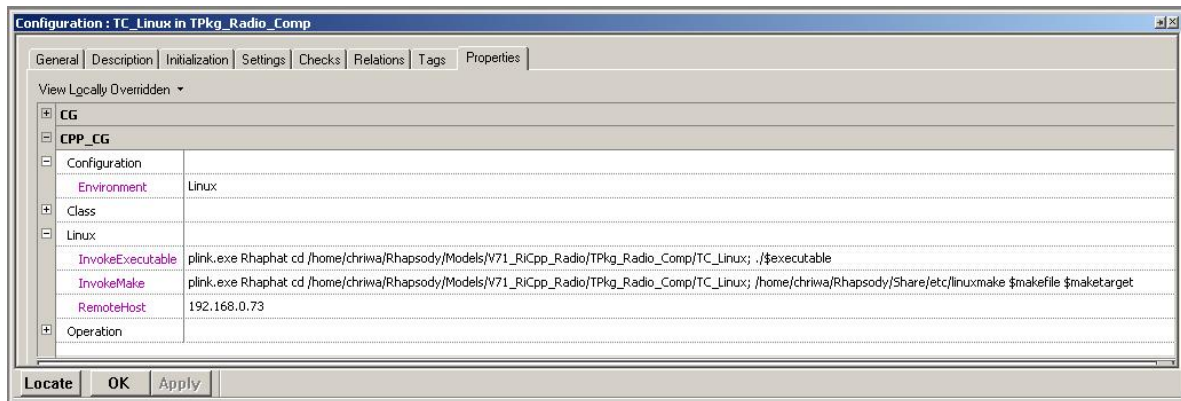 Configuration : TC_Linux in TPkg_Radio_Comp
General Description Initialization Settings Checks Relations Tags Properties
View Locally Overridden
CG
CPP_CG
Configuration
Environment Linux
Class
Linux
InvokeExecutable plink.exe Rhaphat cd /home/chriwa/Rhapsody/Models/V71_RiCpp_Radio/TPkg_Radio_Comp/TC_Linux; ./$executable
InvokeMake plink.exe Rhaphat cd /home/chriwa/Rhapsody/Models/V71_RiCpp_Radio/TPkg_Radio_Comp/TC_Linux; /home/chriwa/Rhapsody/Share/etc/linuxmake $makefile $maketarget
RemoteHost 192.168.0.73
Operation
Locate OK Apply